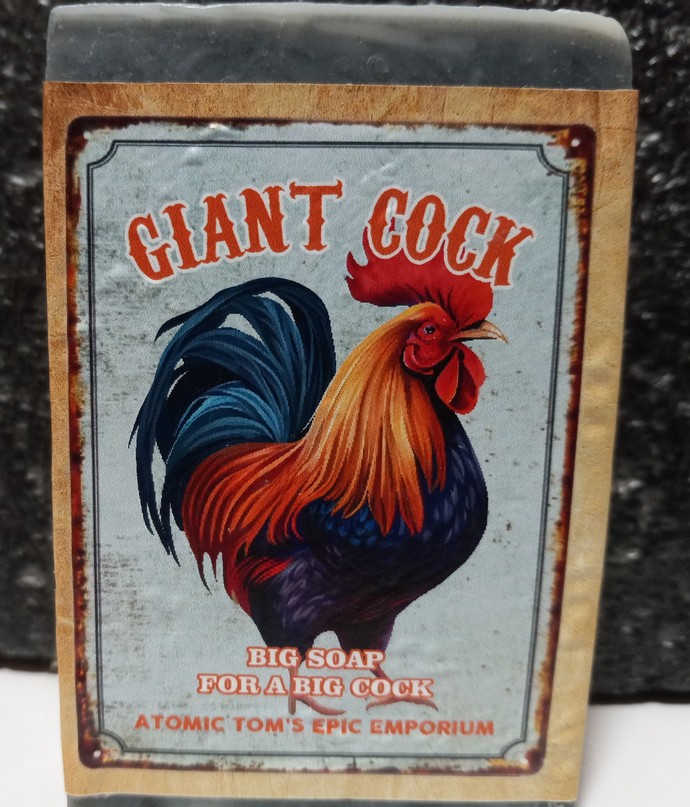 GIANT COCK
BIG SOAP
FOR A BIG COCK
ATOMIC TOM'S EPIC EMPORIUM